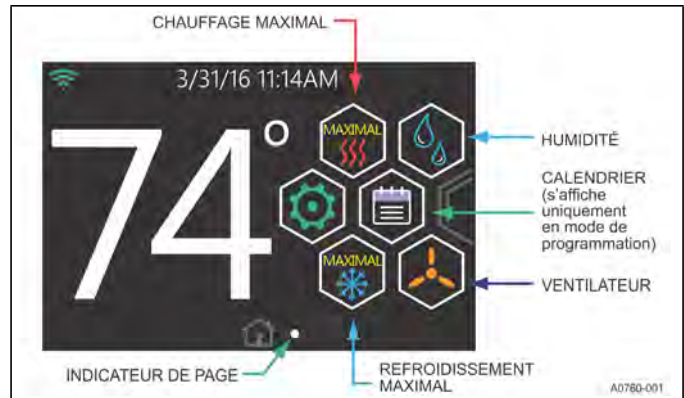 CHAUFFAGE MAXIMAL
3/31/16 11:14AM
74°
MAXIMAL
HUMIDITÉ
CALENDRIER
(s'affiche
uniquement
en mode de
programmation)
MAXIMAL
VENTILATEUR
INDICATEUR DE PAGE
REFROIDISSEMENT
MAXIMAL
A0760-001